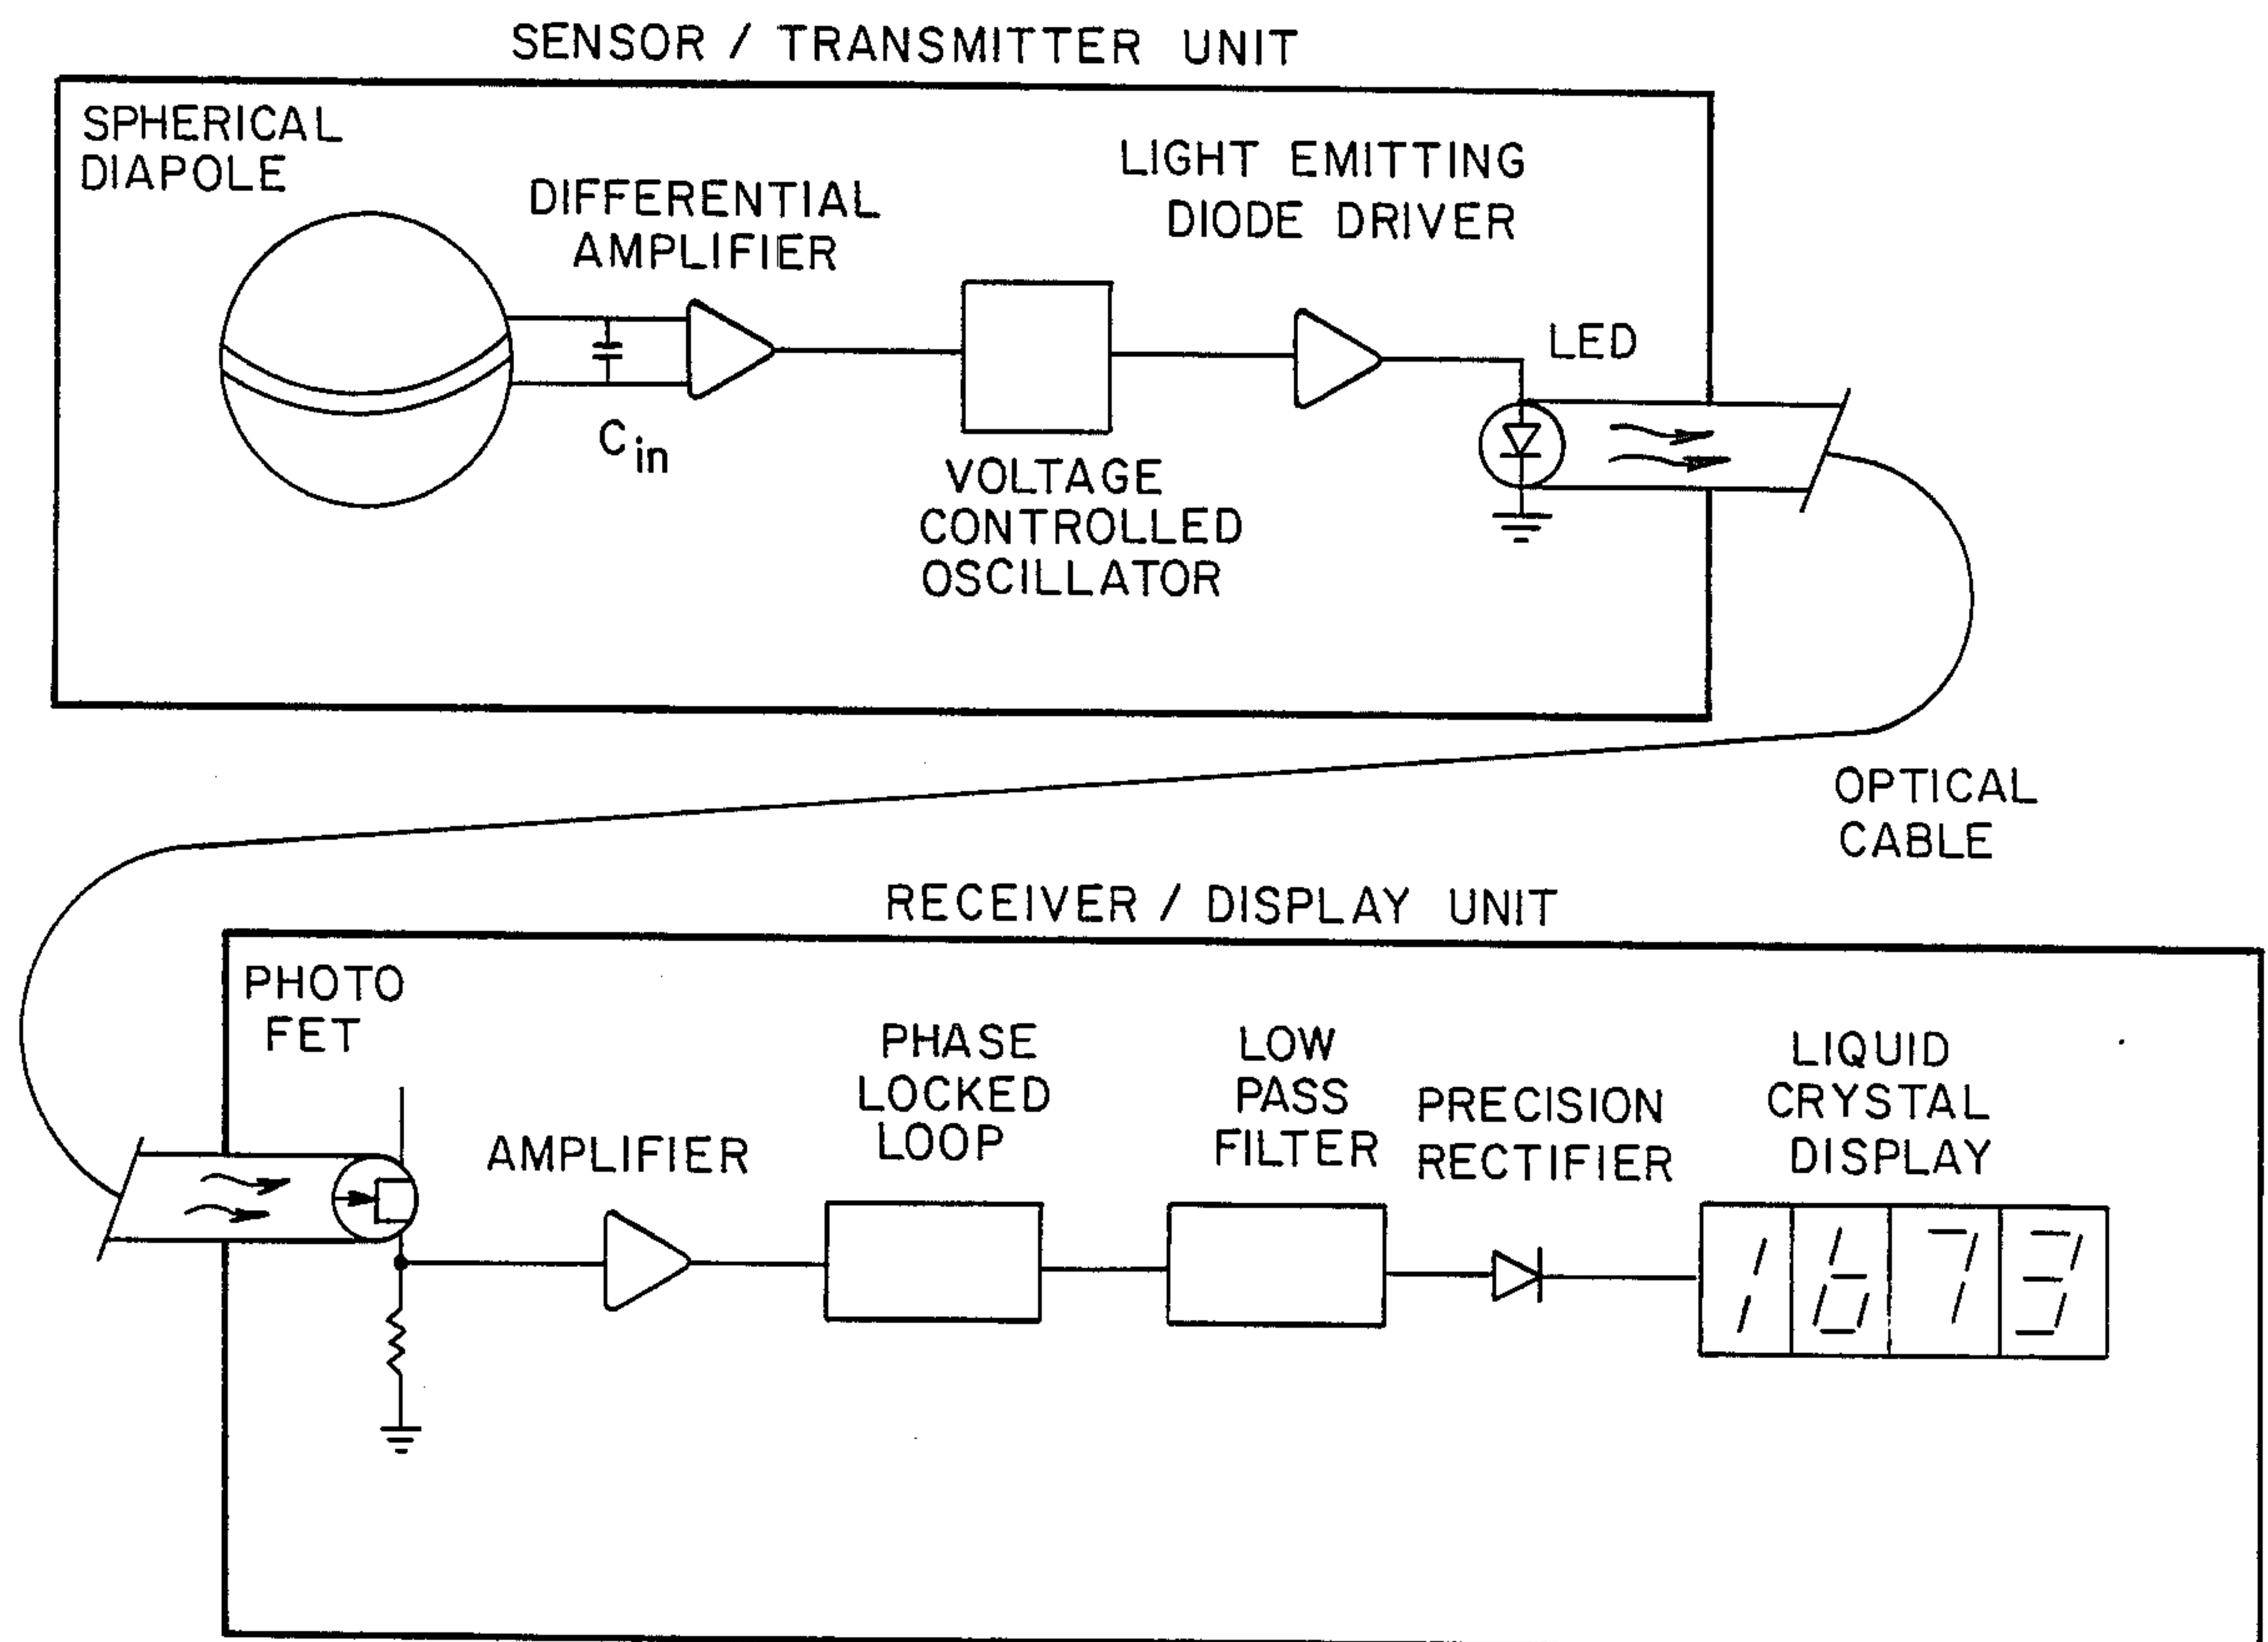 SENSOR / TRANSMITTER UNIT
SPHERICAL
DIAPOLE
DIFFERENTIAL
AMPLIFIER
LIGHT EMITTING
DIODE DRIVER
LED
Cin
VOLTAGE
CONTROLLED
OSCILLATOR
OPTICAL
CABLE
RECEIVER / DISPLAY UNIT
PHOTO
FET
AMPLIFIER
PHASE
LOCKED
LOOP
LOW
PASS
FILTER
PRECISION
RECTIFIER
LIQUID
CRYSTAL
DISPLAY
1673